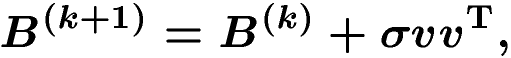 B^{(k+1)} = B^{(k)} + σvv^T,